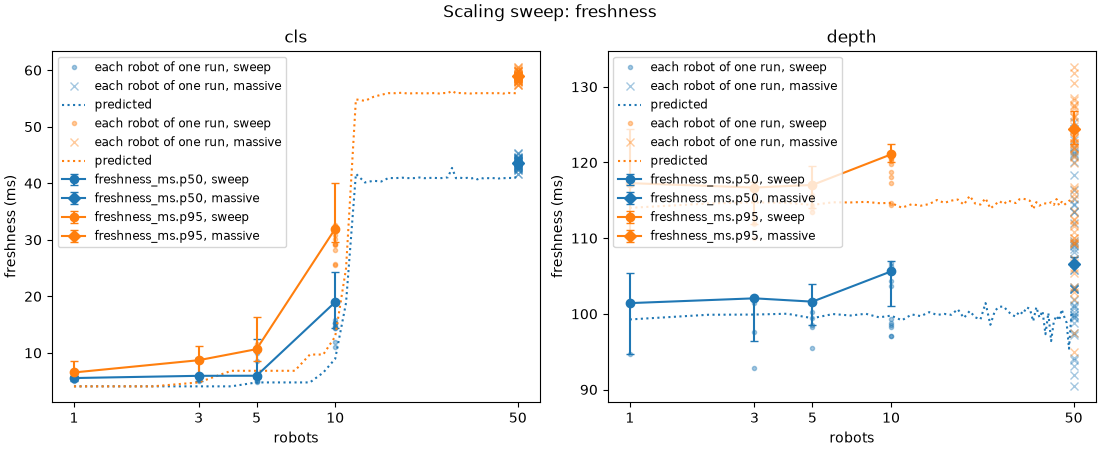 Scaling sweep: freshness
cls
freshness (ms)
60
50
40
30
20
10
each robot of one run, sweep
each robot of one run, massive
predicted
each robot of one run, sweep
each robot of one run, massive
predicted
freshness_ms.p50, sweep
freshness_ms.p50, massive
freshness_ms.p95, sweep
freshness_ms.p95, massive
1
3
5
10
50
robots
depth
freshness (ms)
130
120
110
100
90
each robot of one run, sweep
each robot of one run, massive
predicted
each robot of one run, sweep
each robot of one run, massive
predicted
freshness_ms.p50, sweep
freshness_ms.p50, massive
freshness_ms.p95, sweep
freshness_ms.p95, massive
1
3
5
10
50
robots